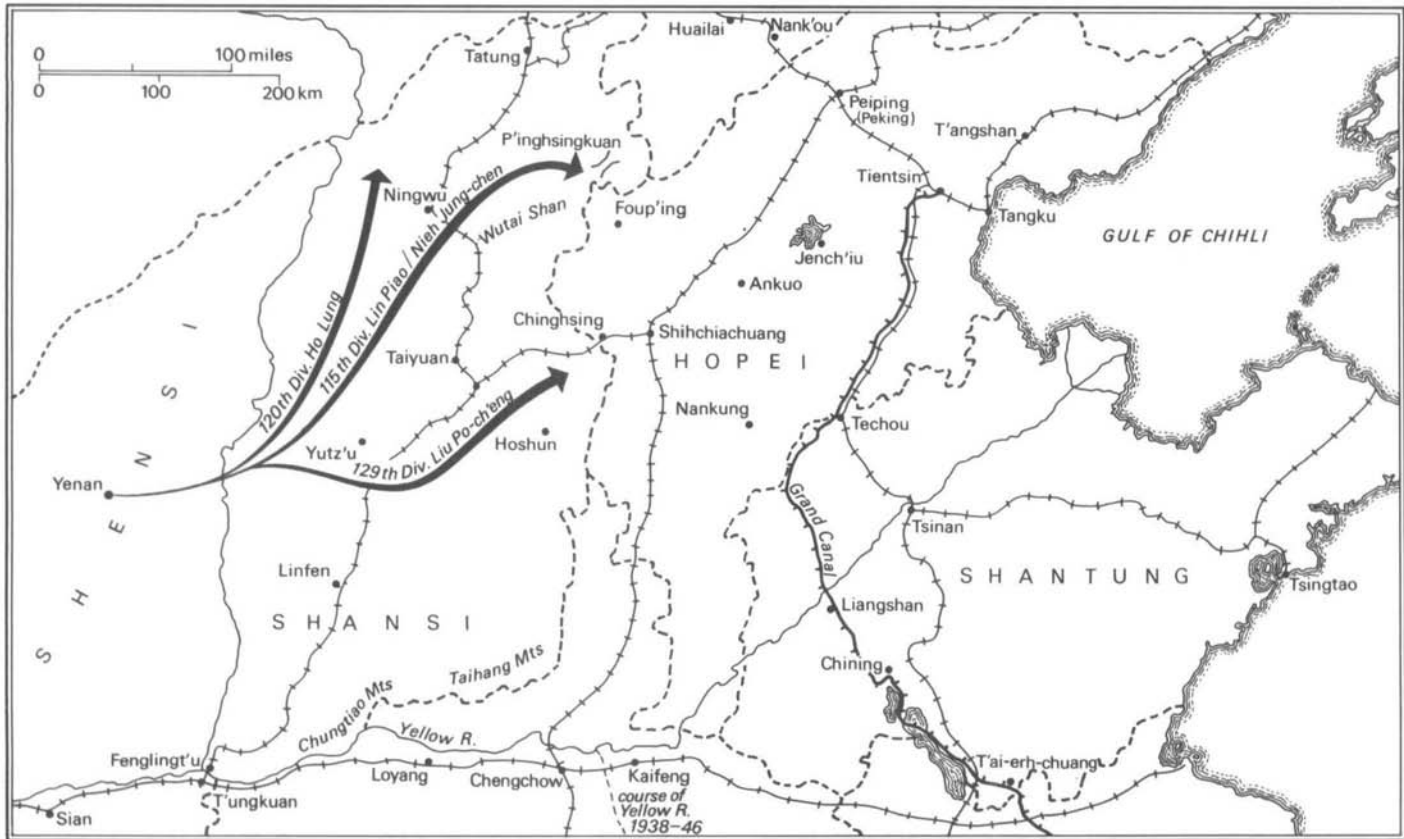 0 100 miles
0 100 200 km
Huailai
Nank'ou
Tatung
Peiping
(Peking)
T'angshan
P'inghsingkuan
Tientsin
Ningwu
Tangku
Wutai Shan
Foup'ing
GULF OF CHIHLI
Jench'iu
Ankuo
120th Div. Ho Lung
115th Div. Lin Piao / Nieh Jung-chen
Chinghsing
Shihchiachuang
Taiyuan
HOPEI
129th Div. Liu Po-ch'eng
Nankung
Techou
Yutz'u
Hoshun
Yenan
SHENSI
Grand Canal
Tsinan
Linfen
SHANTUNG
Tsingtao
SHANSI
Liangshan
Chining
Taihang Mts
Chungtiao Mts
Yellow R.
Fenglingt'u
Loyang
Chengchow
Kaifeng
T'ai-erh-chuang
T'ungkuan
Sian
course of
Yellow R.
1938-46